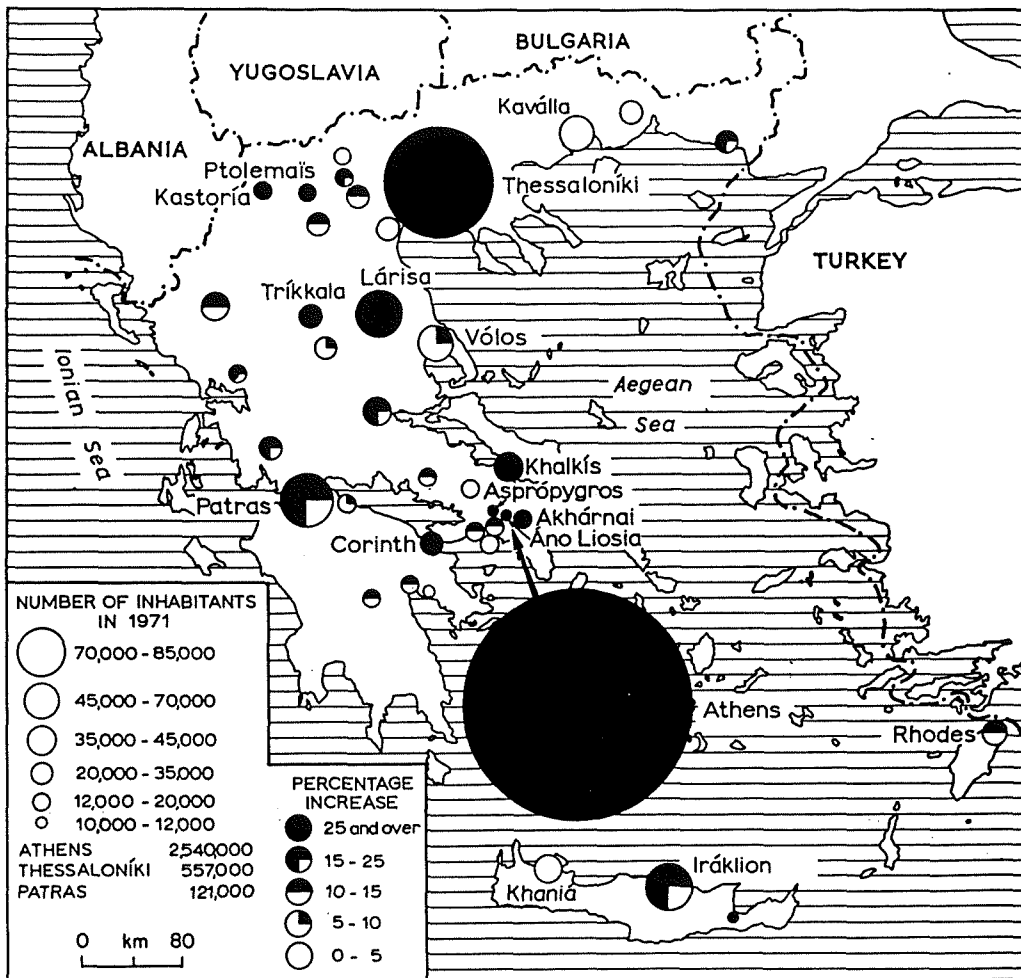 BULGARIA
YUGOSLAVIA
Kaválla
ALBANIA
Ptolemaïs
Kastoría
Thessaloníki
TURKEY
Lárisa
Tríkkala
Vólos
Ionian
Sea
Aegean
Sea
Khalkís
Asprópygros
Patras
Akhárnai
Áno Liosia
Corinth
Athens
Rhodes
Iráklion
Khaniá
NUMBER OF INHABITANTS
IN 1971
70,000 - 85,000
45,000 - 70,000
35,000 - 45,000
20,000 - 35,000
12,000 - 20,000
10,000 - 12,000
ATHENS 2540,000
THESSALONÍKI 557,000
PATRAS 121,000
0 km 80
PERCENTAGE
INCREASE
25 and over
15 - 25
10 - 15
5 - 10
0 - 5